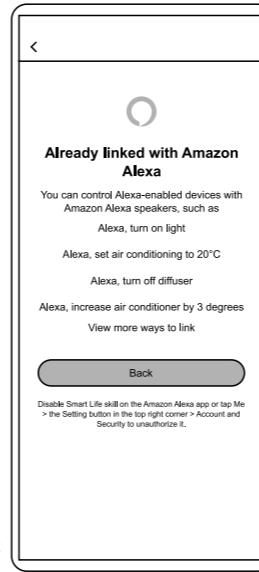 Already linked with Amazon
Alexa
You can control Alexa-enabled devices with
Amazon Alexa speakers, such as
Alexa, turn on light
Alexa, set air conditioning to 20°C
Alexa, turn off diffuser
Alexa, increase air conditioner by 3 degrees
View more ways to link
Back
Disable Smart Life skill on the Amazon Alexa app or tap Me
> the Setting button in the top right corner > Account and
Security to unauthorize it.